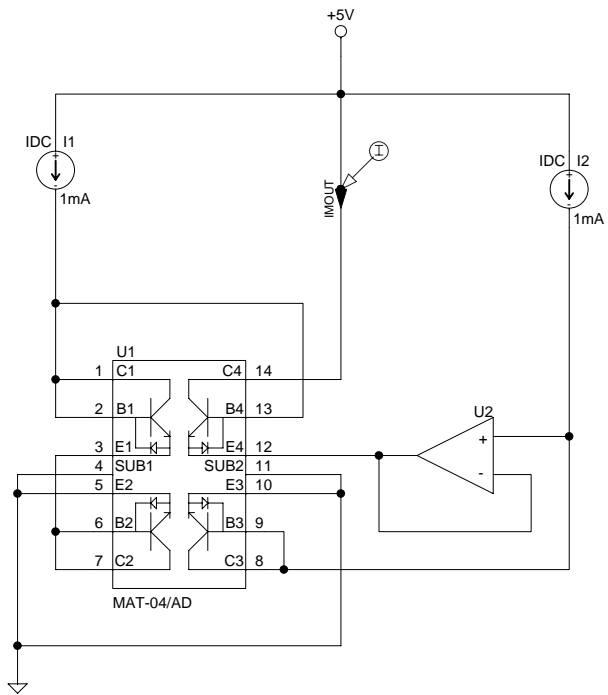 +5V
IDC I1
1mA
I
IMOUT
IDC I2
1mA
U1
1 C1 C4 14
2 B1 B4 13
3 E1 E4 12
4 SUB1 SUB2 11
5 E2 E3 10
6 B2 B3 9
7 C2 C3 8
MAT-04/AD
U2
+
-